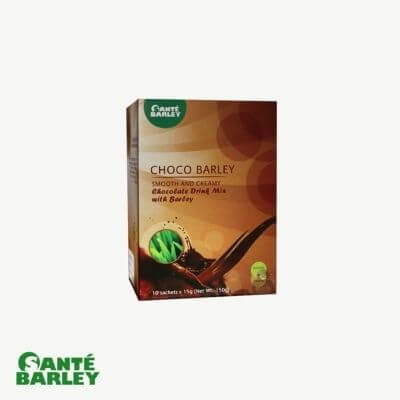 SANTÉ
BARLEY
CHOCO BARLEY
SMOOTH AND CREAMY
Chocolate Drink Mix
with Barley
10 sachets x 15g (Net Wt. 150g)
SANTÉ
BARLEY